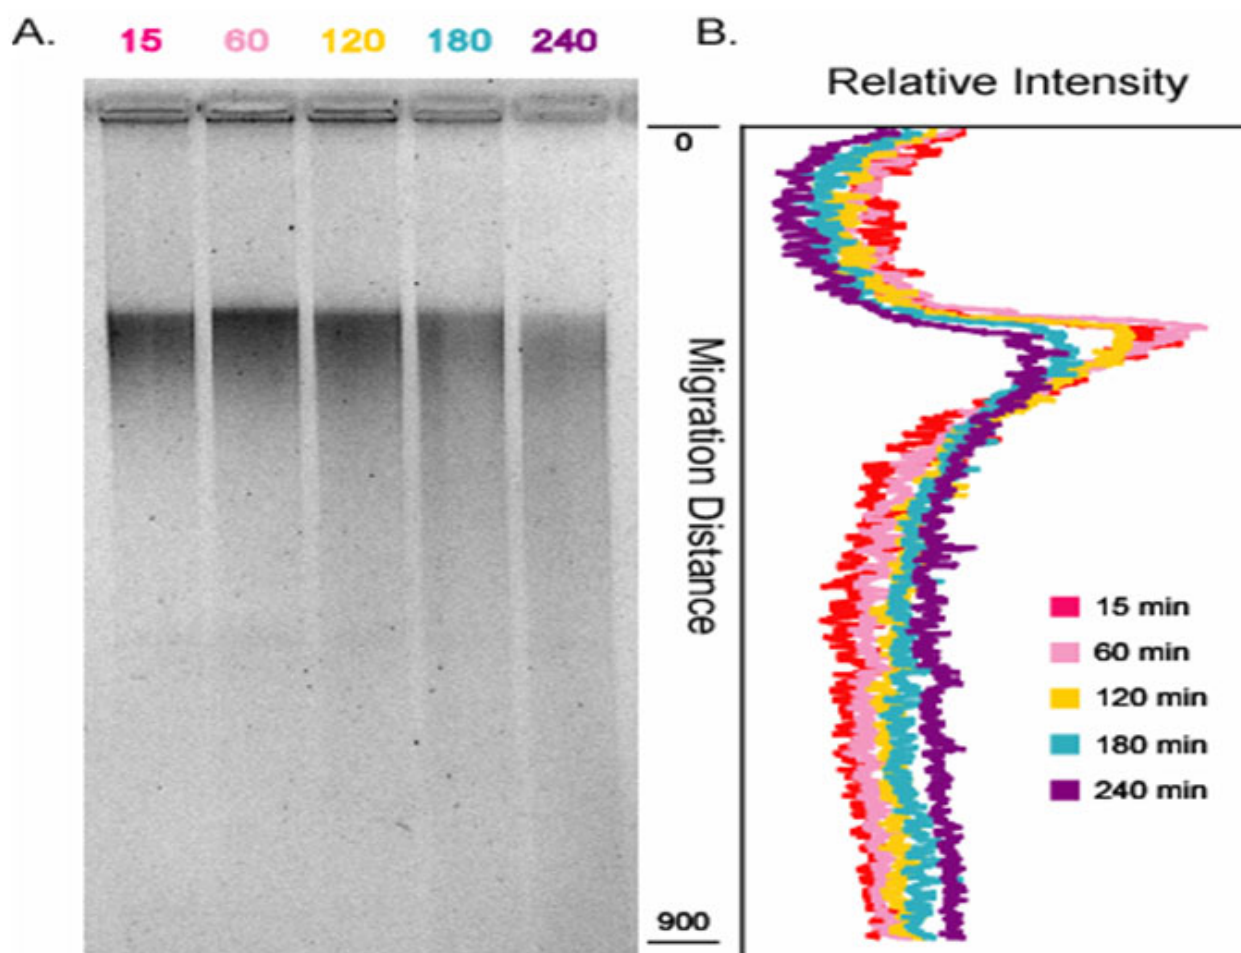 A.
15 60 120 180 240
B.
Relative Intensity
0
Migration Distance
900
15 min
60 min
120 min
180 min
240 min